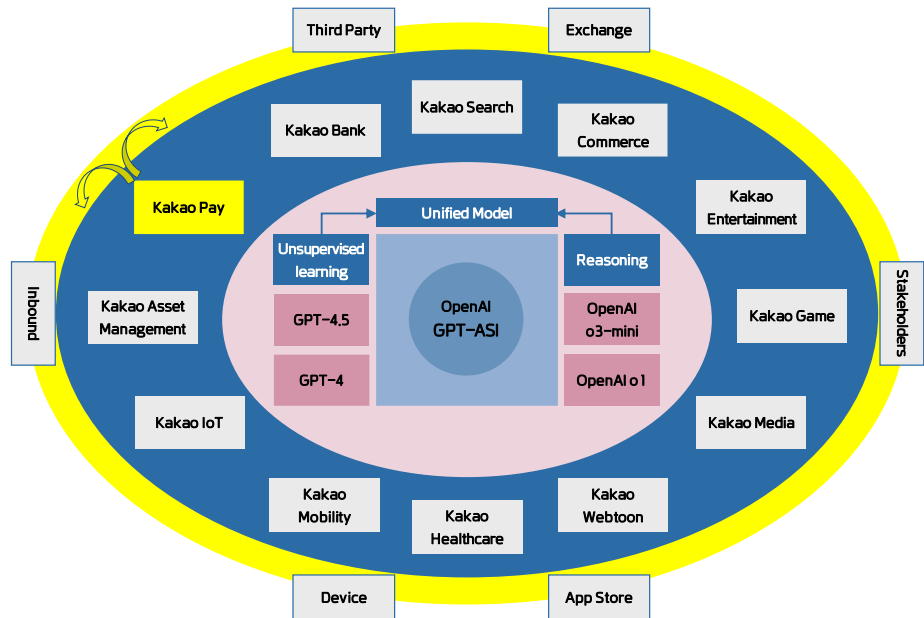 Third Party
Exchange
Kakao Search
Kakao Bank
Kakao
Commerce
Kakao Pay
Kakao
Entertainment
Unified Model
Unsupervised
learning
Reasoning
Inbound
Stakeholders
Kakao Asset
Management
GPT-4.5
OpenAI
GPT-ASI
OpenAI
o3-mini
Kakao Game
GPT-4
OpenAI o1
Kakao IoT
Kakao Media
Kakao
Mobility
Kakao
Healthcare
Kakao
Webtoon
Device
App Store